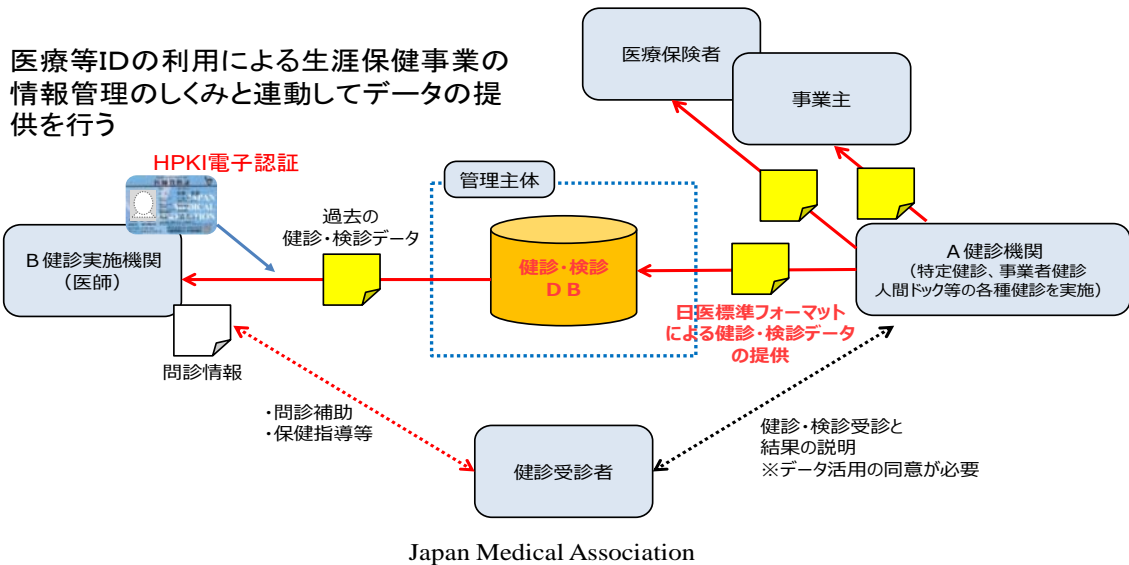 医療等IDの利用による生涯保健事業の
情報管理のしくみと連動してデータの提
供を行う
医療保険者
事業主
HPKI電子認証
管理主体
過去の
健診・検診データ
B健診実施機関
(医師)
健診・検診
DB
A健診機関
(特定健診、事業者健診
人間ドック等の各種健診を実施)
日医標準フォーマット
による健診・検診データ
の提供
問診情報
・問診補助
・保健指導等
健診・検診受診と
結果の説明
※データ活用の同意が必要
健診受診者
Japan Medical Association